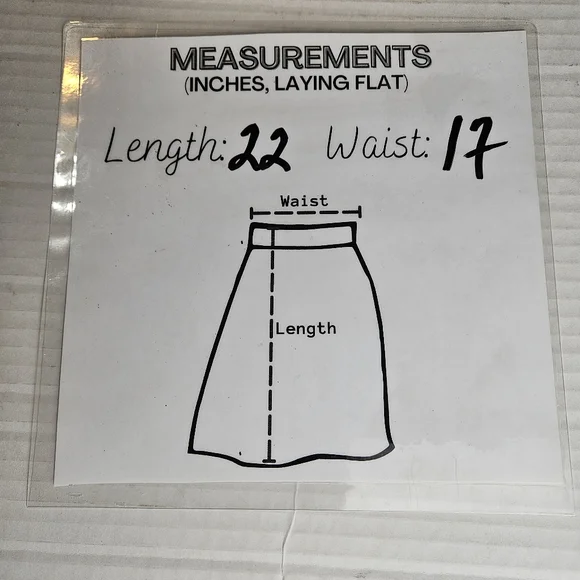 MEASUREMENTS
(INCHES, LAYING FLAT)
Length: 22 Waist: 17
Waist
Length